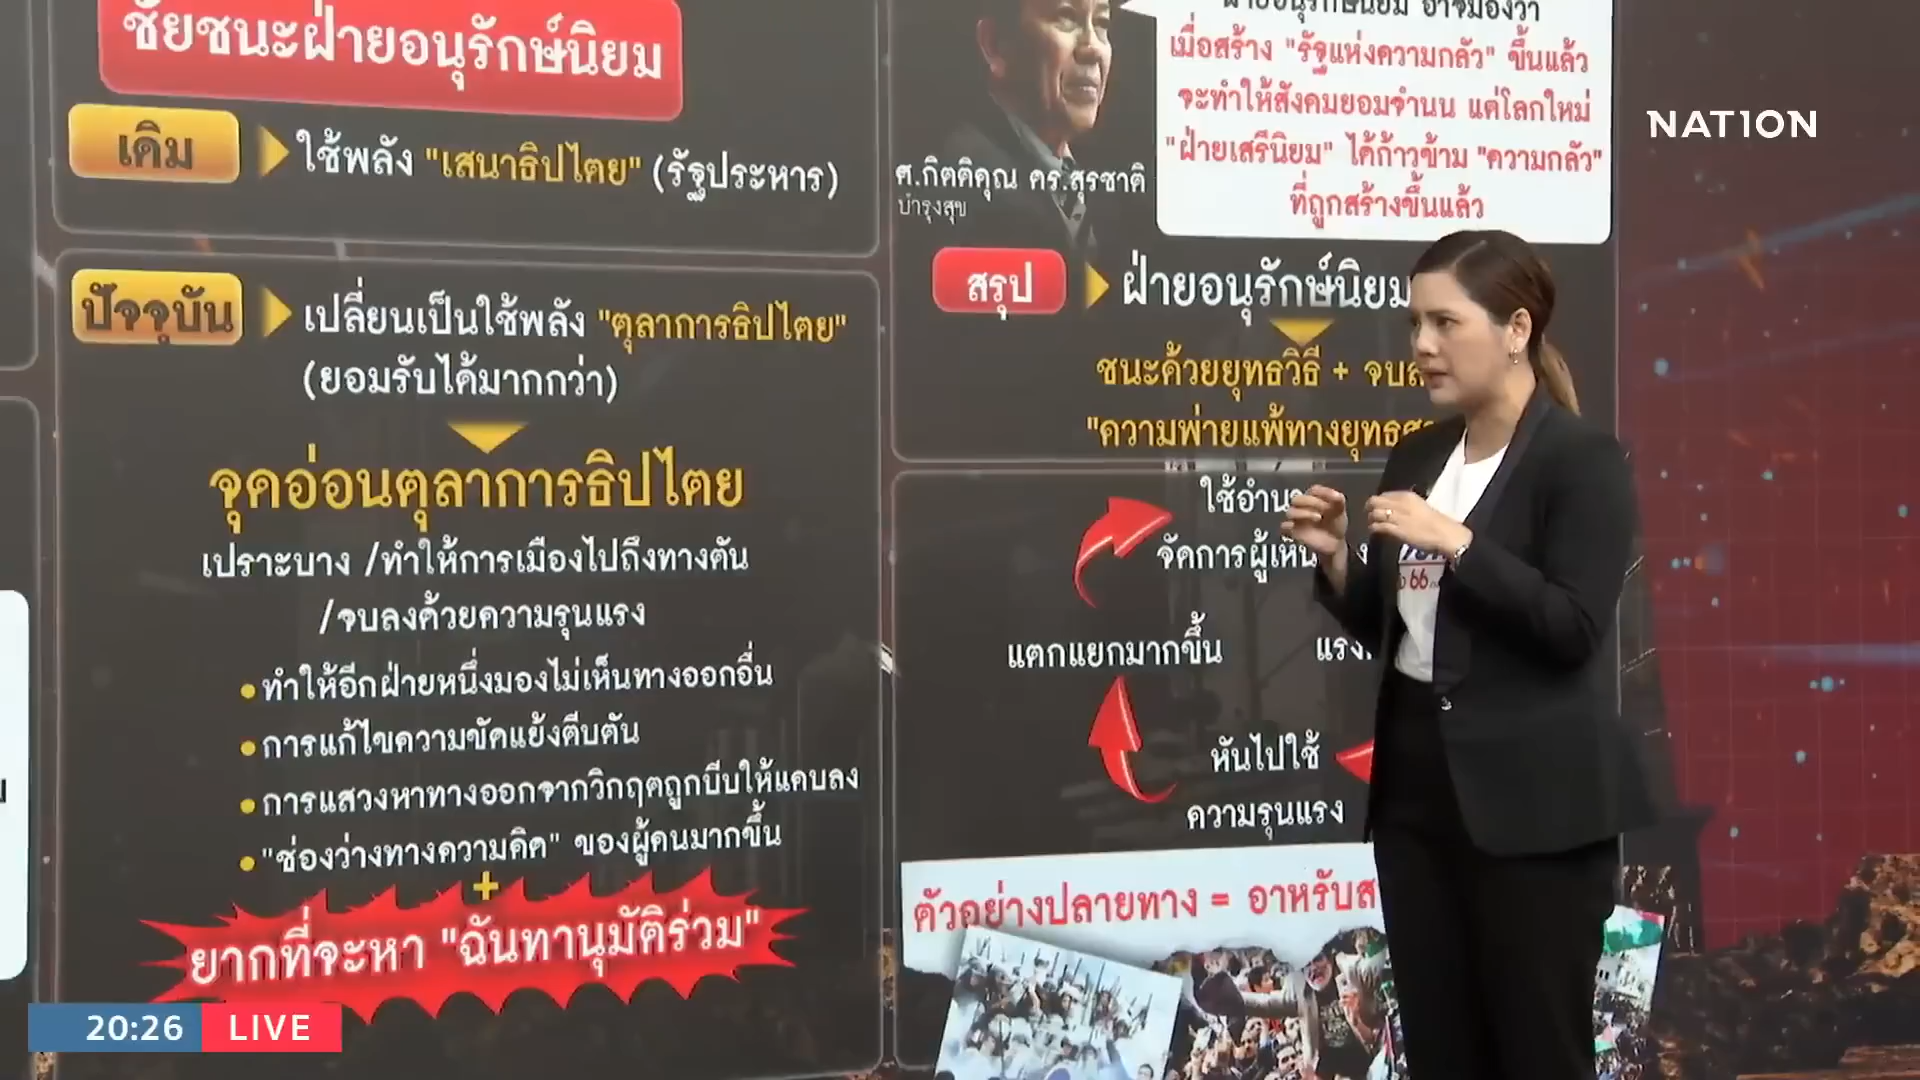 ชัยชนะฝ่ายอนุรักษ์นิยม
เดิม
ใช้พลัง "เสนาธิปไตย" (รัฐประหาร)
ปัจจุบัน
เปลี่ยนเป็นใช้พลัง "ตุลาการธิปไตย"
(ยอมรับได้มากกว่า)
จุดอ่อนตุลาการธิปไตย
เปราะบาง /ทำให้การเมืองไปถึงทางตัน
/จบลงด้วยความรุนแรง
ทำให้อีกฝ่ายหนึ่งมองไม่เห็นทางออกอื่น
การแก้ไขความขัดแย้งตีบตัน
การแสวงหาทางออกจากวิกฤตถูกบีบให้แคบลง
"ช่องว่างทางความคิด" ของผู้คนมากขึ้น
+
ยากที่จะหา "ฉันทานุมัติร่วม"
20:26 LIVE
ฝ่ายอนุรักษ์นิยม อาจมองว่า
เมื่อสร้าง "รัฐแห่งความกลัว" ขึ้นแล้ว
จะทำให้สังคมยอมจำนน แต่โลกใหม่
"ฝ่ายเสรีนิยม" ได้ก้าวข้าม "ความกลัว"
ที่ถูกสร้างขึ้นแล้ว
ศ.กิตติคุณ ดร.สุรชาติ
บำรุงสุข
สรุป
ฝ่ายอนุรักษ์นิยม
ชนะด้วยยุทธวิธี +
"ความพ่ายแพ้
จัดการ
แตกแยกมากขึ้น
หันไปใช้
ความรุนแรง
ตัวอย่างปลายทาง =
NATION
66